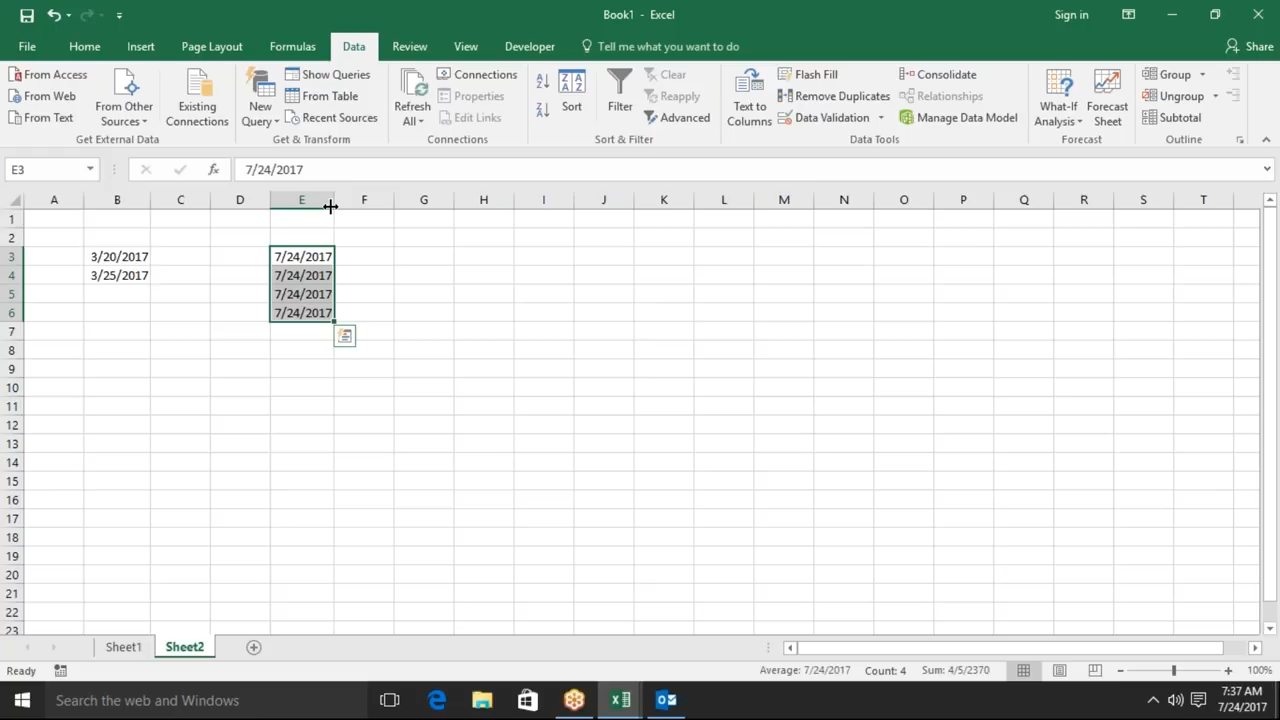 Book1 - Excel
Sign in
File Home Insert Page Layout Formulas Data Review View Developer Tell me what you want to do Share
From Access
From Web
From Text
From Other Sources
Existing Connections
Get External Data
New Query
Show Queries
From Table
Recent Sources
Get & Transform
Refresh All
Connections
Properties
Edit Links
Connections
Sort
Filter
Clear
Reapply
Advanced
Sort & Filter
Text to Columns
Flash Fill
Remove Duplicates
Data Validation
Consolidate
Relationships
Manage Data Model
Data Tools
What-If Analysis
Forecast Sheet
Forecast
Group
Ungroup
Subtotal
Outline
E3 fx 7/24/2017
A B C D E F G H I J K L M N O P Q R S T
1
2
3 3/20/2017 7/24/2017
4 3/25/2017 7/24/2017
5 7/24/2017
6 7/24/2017
7
8
9
10
11
12
13
14
15
16
17
18
19
20
21
22
23
Sheet1 Sheet2
Ready Average: 7/24/2017 Count: 4 Sum: 4/5/2370 100%
Search the web and Windows
7:37 AM
7/24/2017